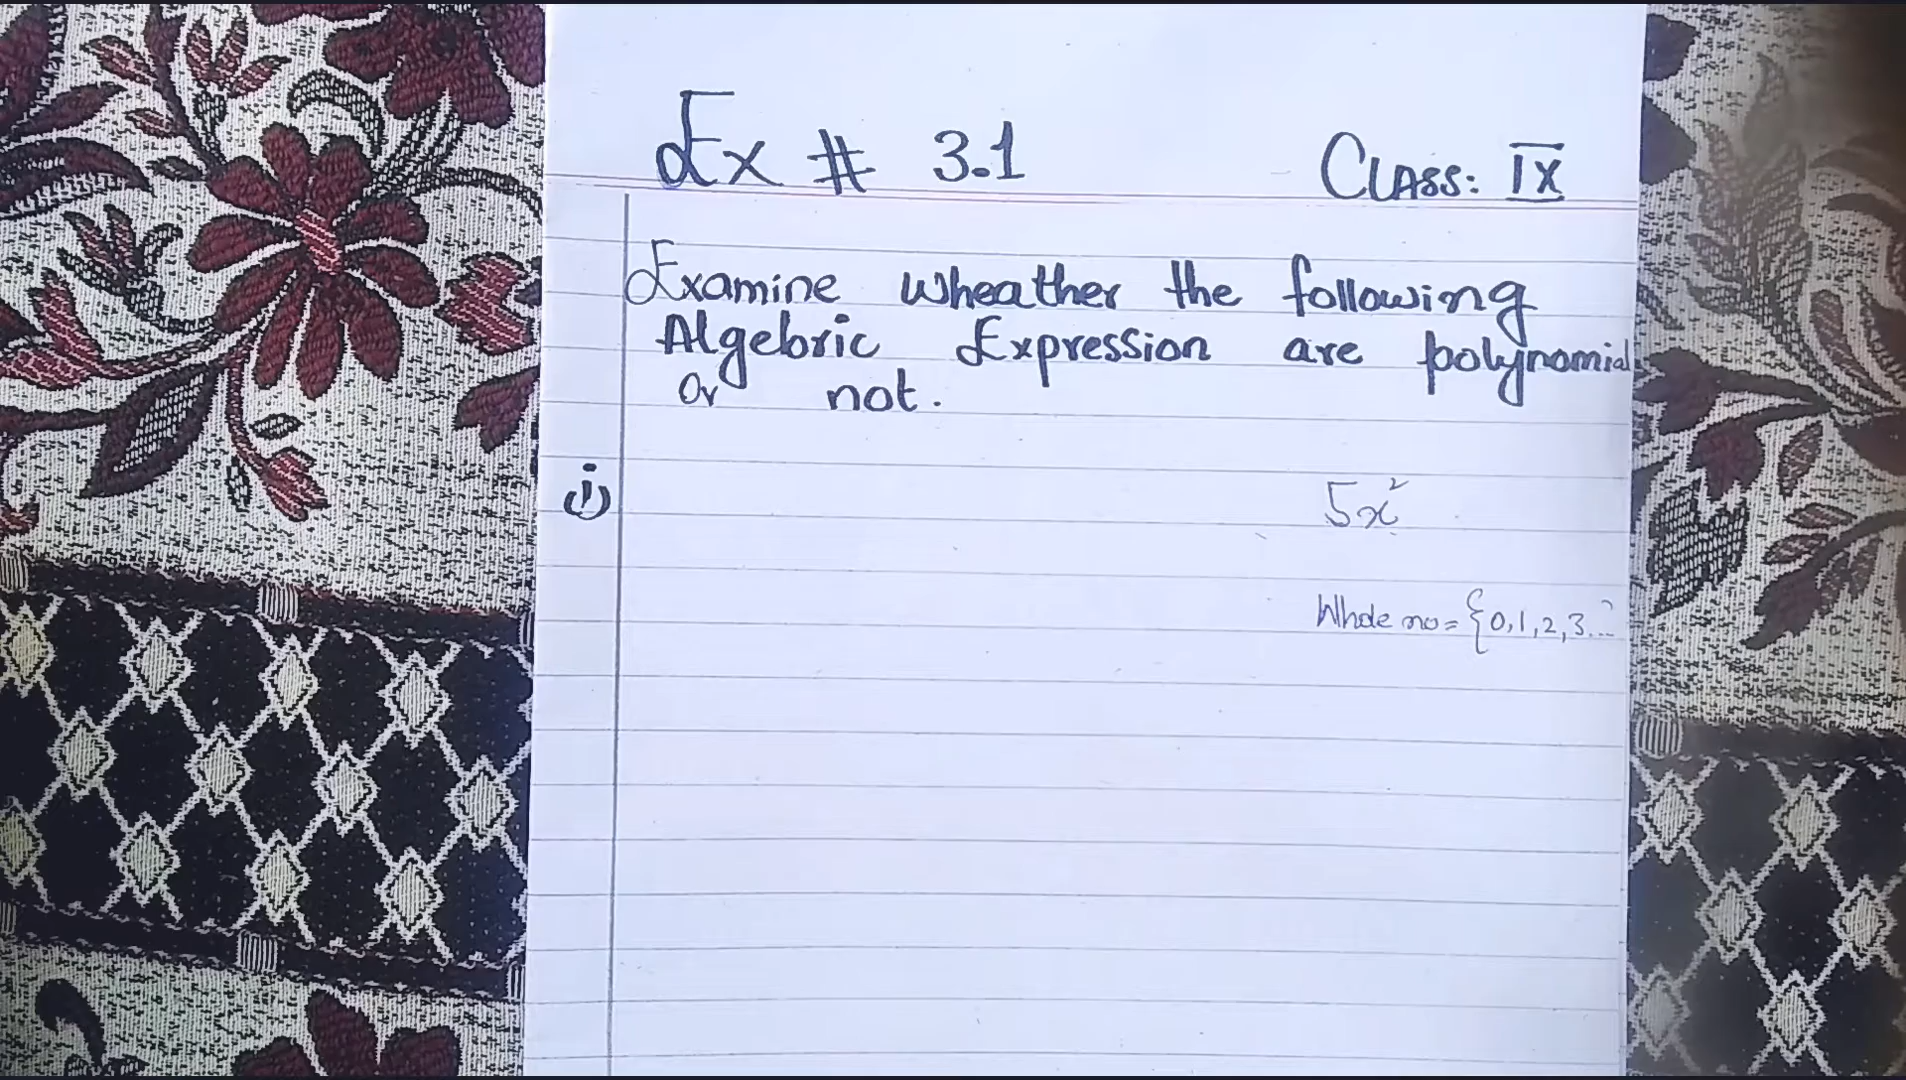 Ex # 3.1 Class: IX
Examine wheather the following
Algebric Expression are polynomial
Or not.
(i) 5x²
Whole no = {0,1,2,3...